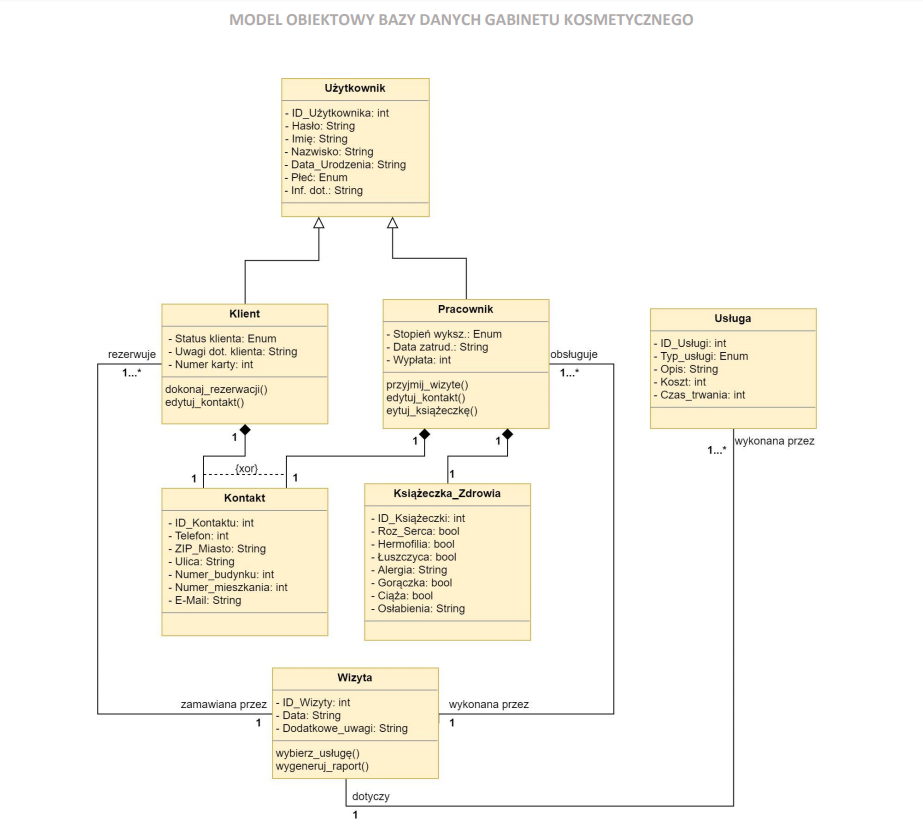 MODEL OBIEKTOWY BAZY DANYCH GABINETU KOSMETYCZNEGO
Użytkownik
- ID_Użytkownika: int
- Hasło: String
- Imię: String
- Nazwisko: String
- Data_Urodzenia: String
- Płeć: Enum
- Inf. dot.: String
Klient
- Status klienta: Enum
- Uwagi dot. klienta: String
- Numer karty: int
dokonaj_rezerwacji()
edytuj_kontakt()
Pracownik
- Stopień wyksz.: Enum
- Data zatrud.: String
- Wypłata: int
przyjmij_wizyte()
edytuj_kontakt()
eytuj_książeczkę()
Usługa
- ID_Usługi: int
- Typ_usługi: Enum
- Opis: String
- Koszt: int
- Czas_trwania: int
rezerwuje
1...*
obsługuje
1...*
wykonana przez
1...*
1
1
1
{xor}
1
1
1
Kontakt
- ID_Kontaktu: int
- Telefon: int
- ZIP_Miasto: String
- Ulica: String
- Numer_budynku: int
- Numer_mieszkania: int
- E-Mail: String
Książeczka_Zdrowia
- ID_Książeczki: int
- Roz_Serca: bool
- Hermofilia: bool
- Łuszczyca: bool
- Alergia: String
- Gorączka: bool
- Ciąża: bool
- Osłabienia: String
zamawiana przez
1
Wizyta
- ID_Wizyty: int
- Data: String
- Dodatkowe_uwagi: String
wybierz_usługę()
wygeneruj_raport()
wykonana przez
1
dotyczy
1